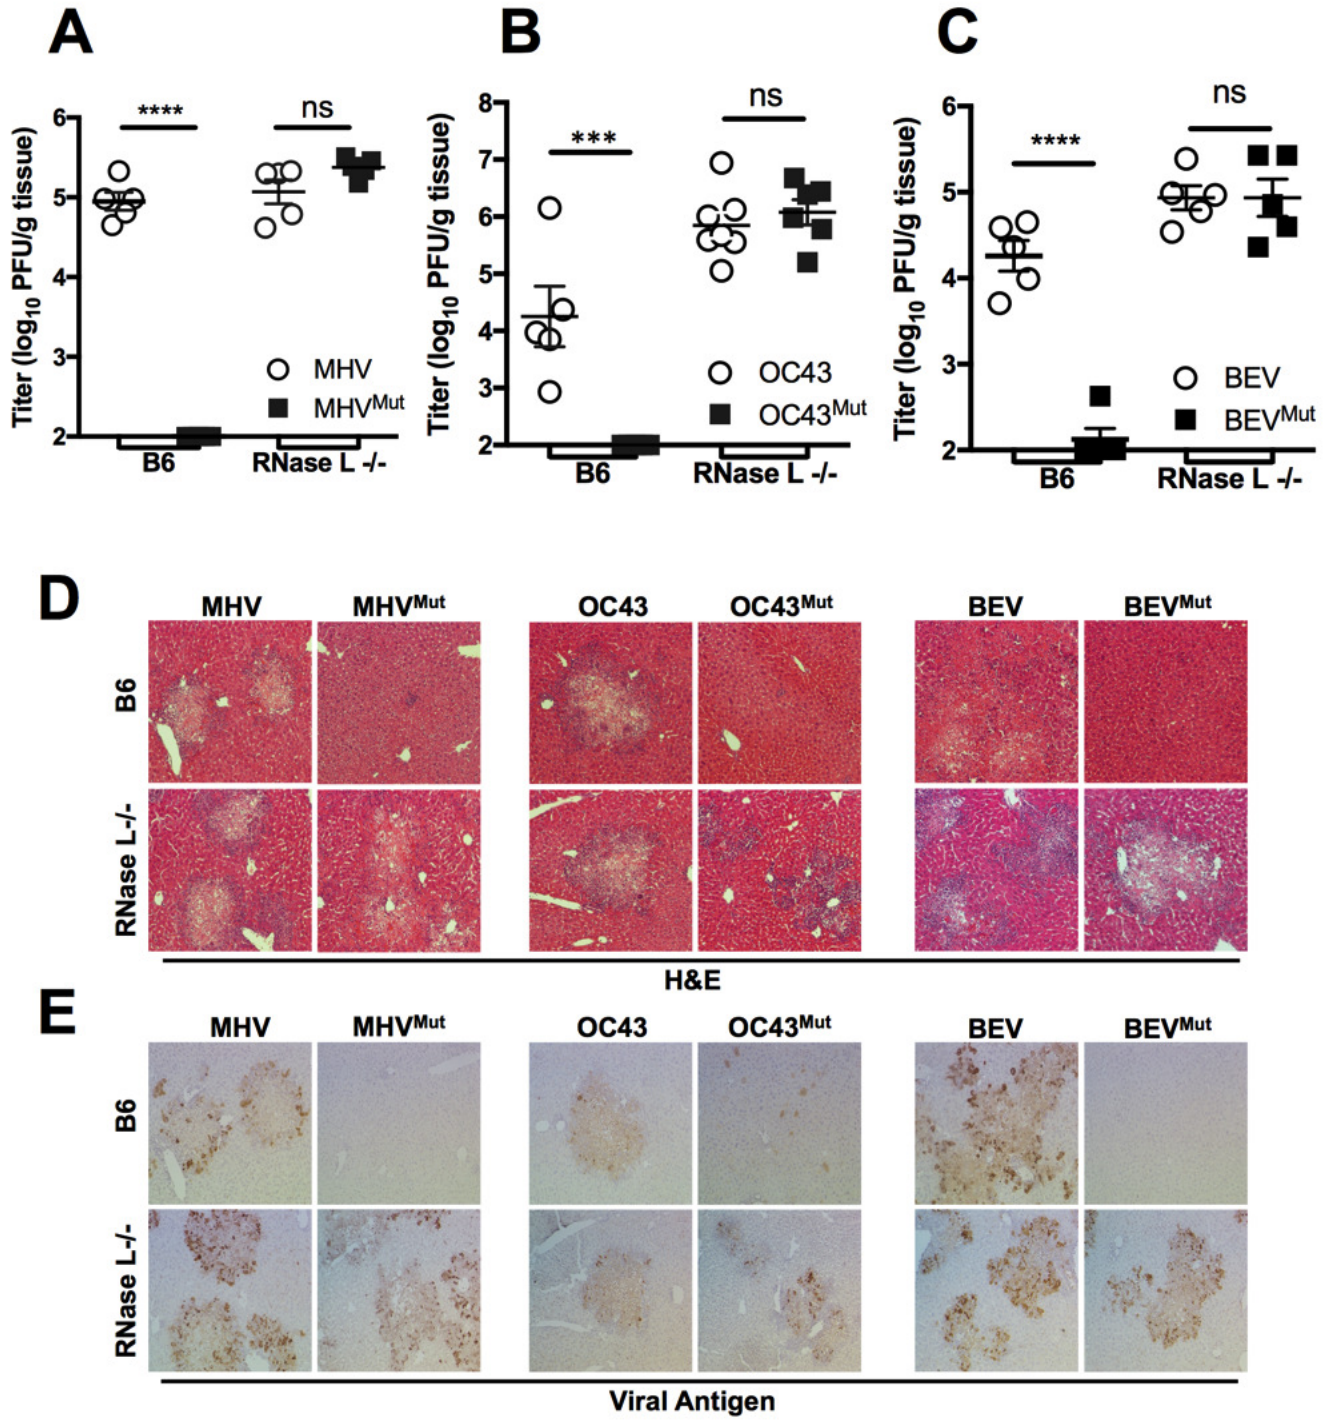 A
B
C
Titer (log10 PFU/g tissue)
6
5
4
3
2
****
ns
MHV
MHVMut
B6
RNase L -/-
Titer (log10 PFU/g tissue)
8
7
6
5
4
3
2
***
ns
OC43
OC43Mut
B6
RNase L -/-
Titer (log10 PFU/g tissue)
6
5
4
3
2
****
ns
BEV
BEVMut
B6
RNase L -/-
D
MHV
MHVMut
OC43
OC43Mut
BEV
BEVMut
B6
RNase L-/-
H&E
E
MHV
MHVMut
OC43
OC43Mut
BEV
BEVMut
B6
RNase L-/-
Viral Antigen